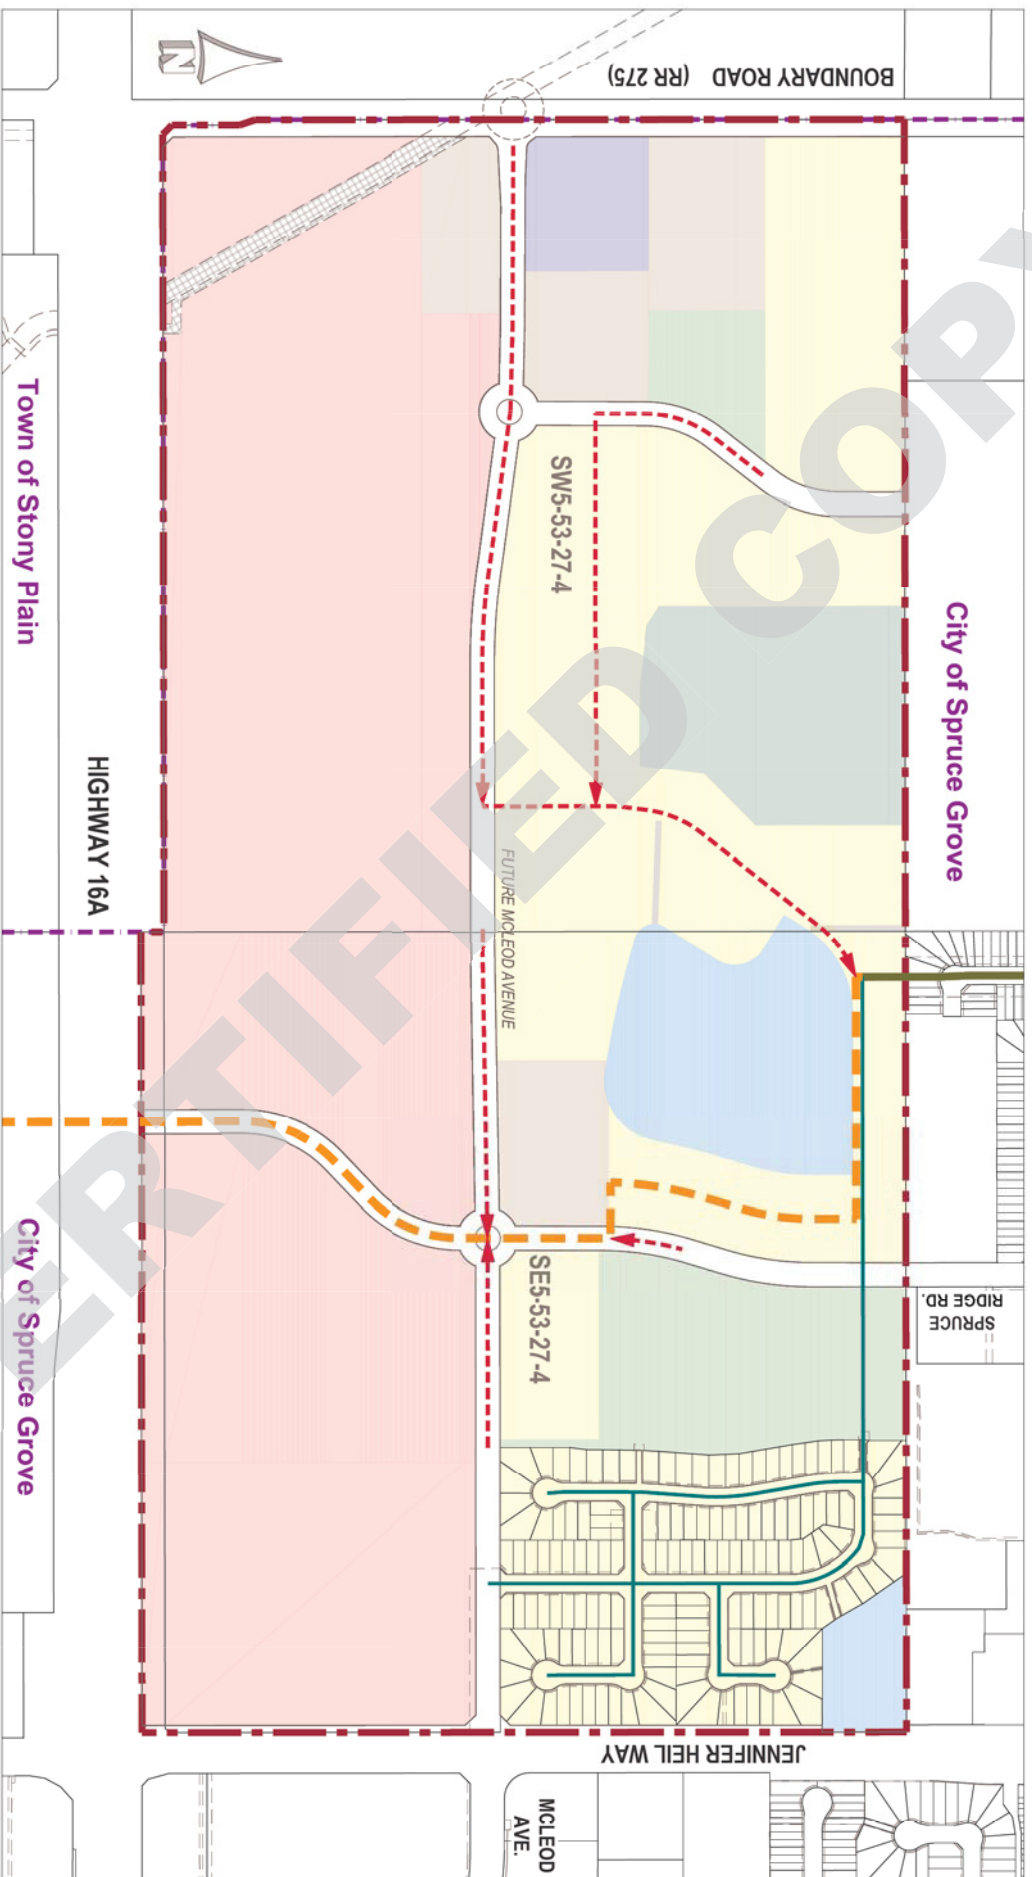 N
BOUNDARY ROAD (RR 275)
Town of Stony Plain
HIGHWAY 16A
City of Spruce Grove
SW5-53-27-4
City of Spruce Grove
FUTURE MCLEOD AVENUE
SE5-53-27-4
SPRUCE
RIDGE RD.
JENNIFER HEIL WAY
MCLEOD
AVE.
ERTIFIED COPY